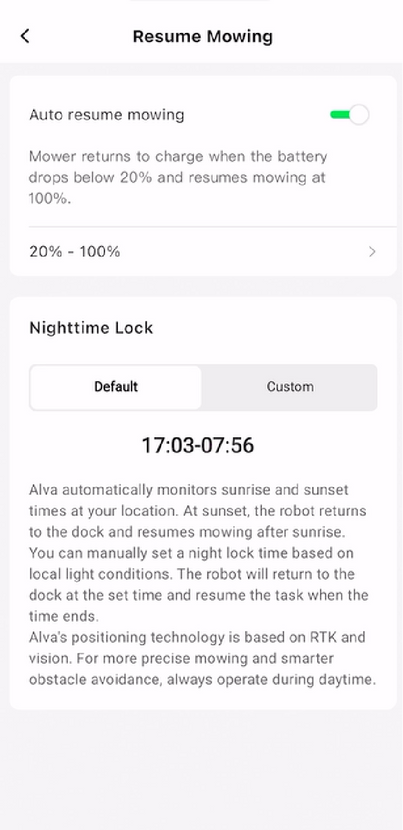 Resume Mowing
Auto resume mowing
Mower returns to charge when the battery
drops below 20% and resumes mowing at
100%.
20% - 100%
Nighttime Lock
Default
Custom
17:03-07:56
Alva automatically monitors sunrise and sunset
times at your location. At sunset, the robot returns
to the dock and resumes mowing after sunrise.
You can manually set a night lock time based on
local light conditions. The robot will return to the
dock at the set time and resume the task when the
time ends.
Alva's positioning technology is based on RTK and
vision. For more precise mowing and smarter
obstacle avoidance, always operate during daytime.